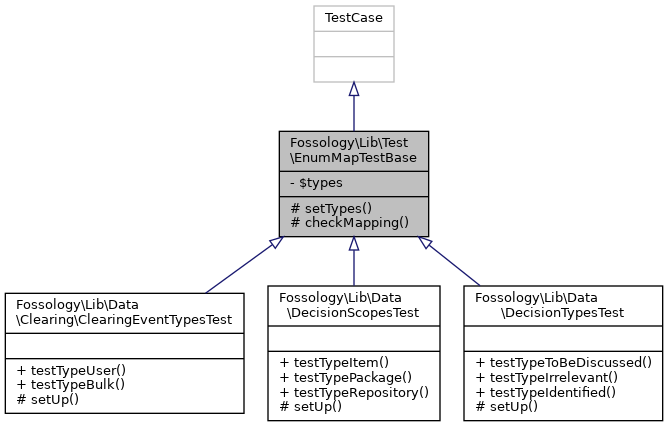 TestCase
Fossology\Lib\Test
\EnumMapTestBase
- $types
# setTypes()
# checkMapping()
Fossology\Lib\Data
\Clearing\ClearingEventTypesTest
+ testTypeUser()
+ testTypeBulk()
# setUp()
Fossology\Lib\Data
\DecisionScopesTest
+ testTypeItem()
+ testTypePackage()
+ testTypeRepository()
# setUp()
Fossology\Lib\Data
\DecisionTypesTest
+ testTypeToBeDiscussed()
+ testTypeIrrelevant()
+ testTypeIdentified()
# setUp()